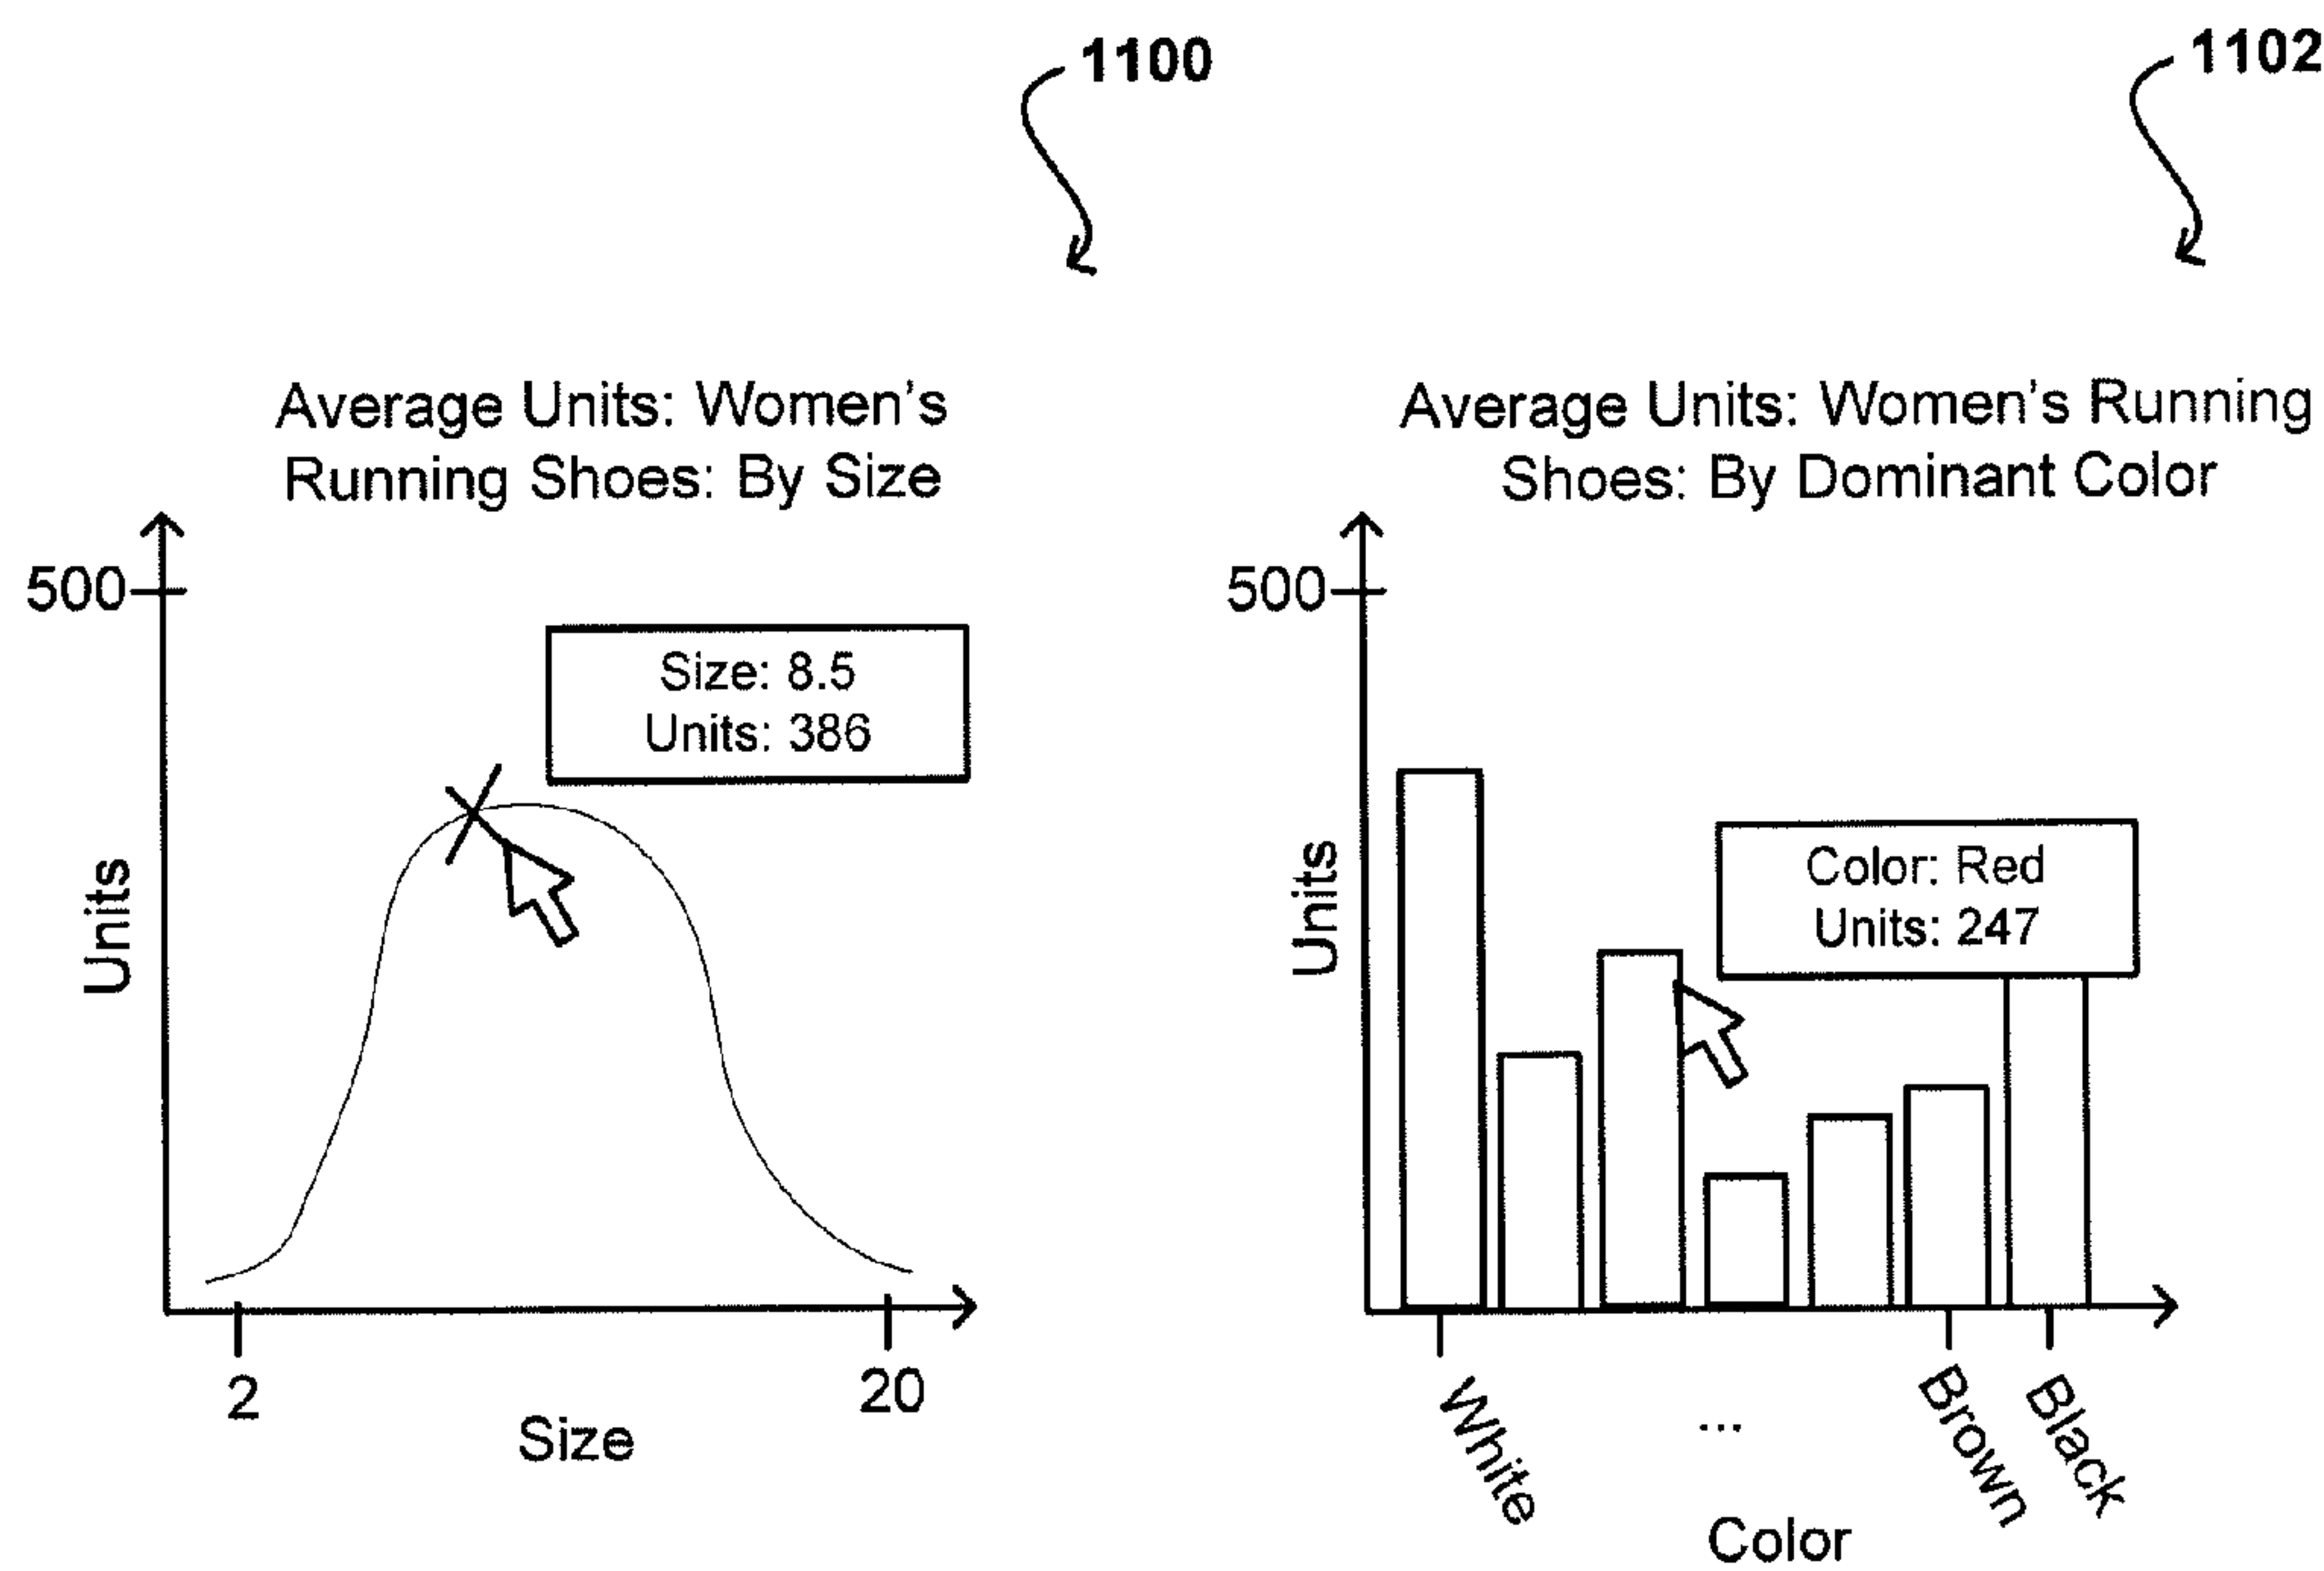 1100
1102
Average Units: Women's
Running Shoes: By Size
500
Size: 8.5
Units: 386
Units
2
20
Size
Average Units: Women's Running
Shoes: By Dominant Color
500
Color: Red
Units: 247
Units
White
...
Brown
Black
Color